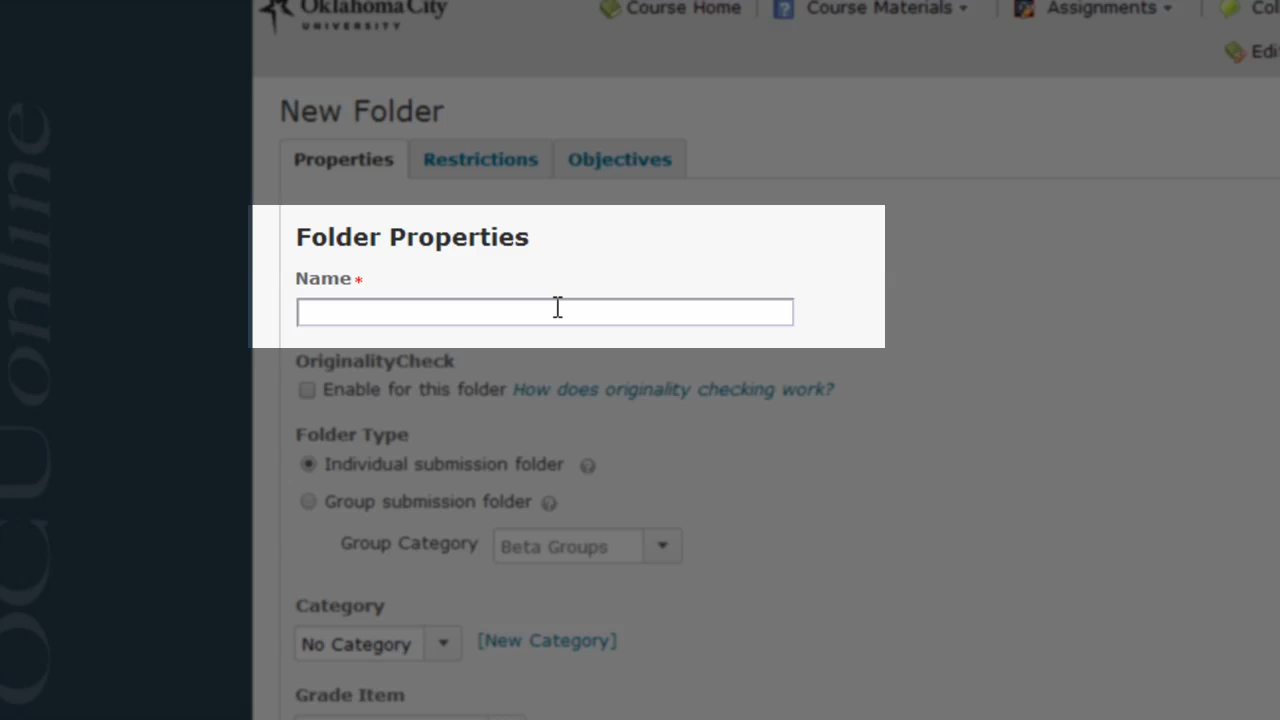 Oklahoma City
UNIVERSITY
Course Home
Course Materials
Assignments
OCUonline
New Folder
Properties
Restrictions
Objectives
Folder Properties
Name*
OriginalityCheck
Enable for this folder How does originality checking work?
Folder Type
Individual submission folder
Group submission folder
Group Category Beta Groups
Category
No Category [New Category]
Grade Item